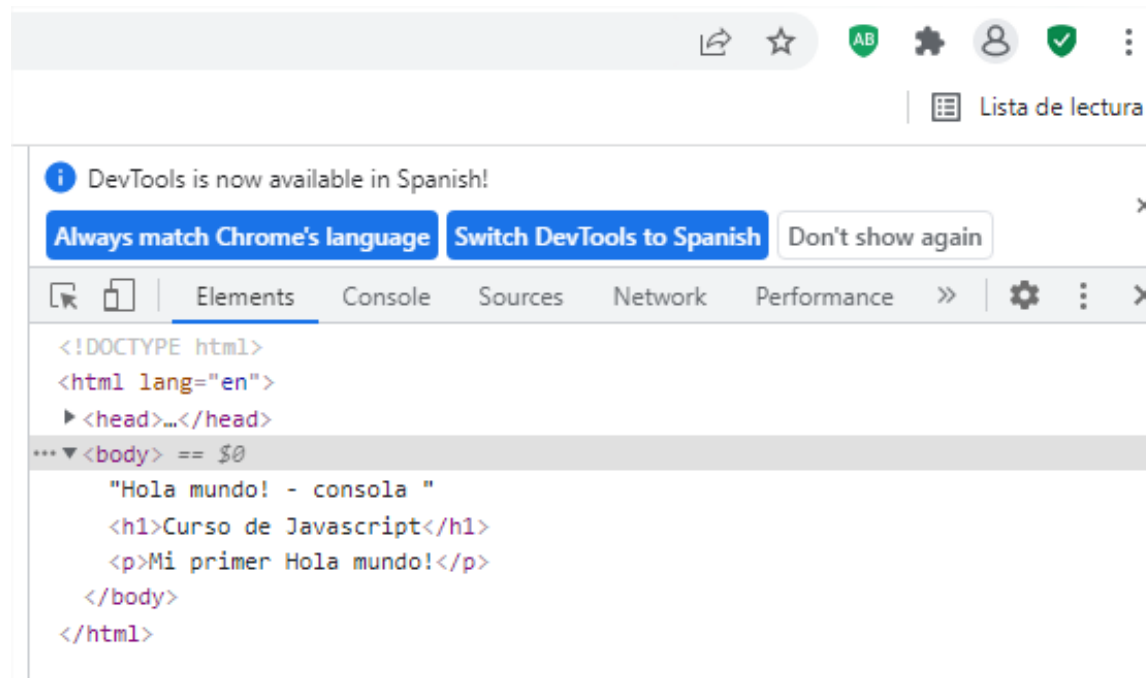 AB
Lista de lectura
DevTools is now available in Spanish!
Always match Chrome's language Switch DevTools to Spanish Don't show again
Elements Console Sources Network Performance
<!DOCTYPE html>
<html lang="en">
<head>…</head>
<body> == $0
"Hola mundo! - consola "
<h1>Curso de Javascript</h1>
<p>Mi primer Hola mundo!</p>
</body>
</html>